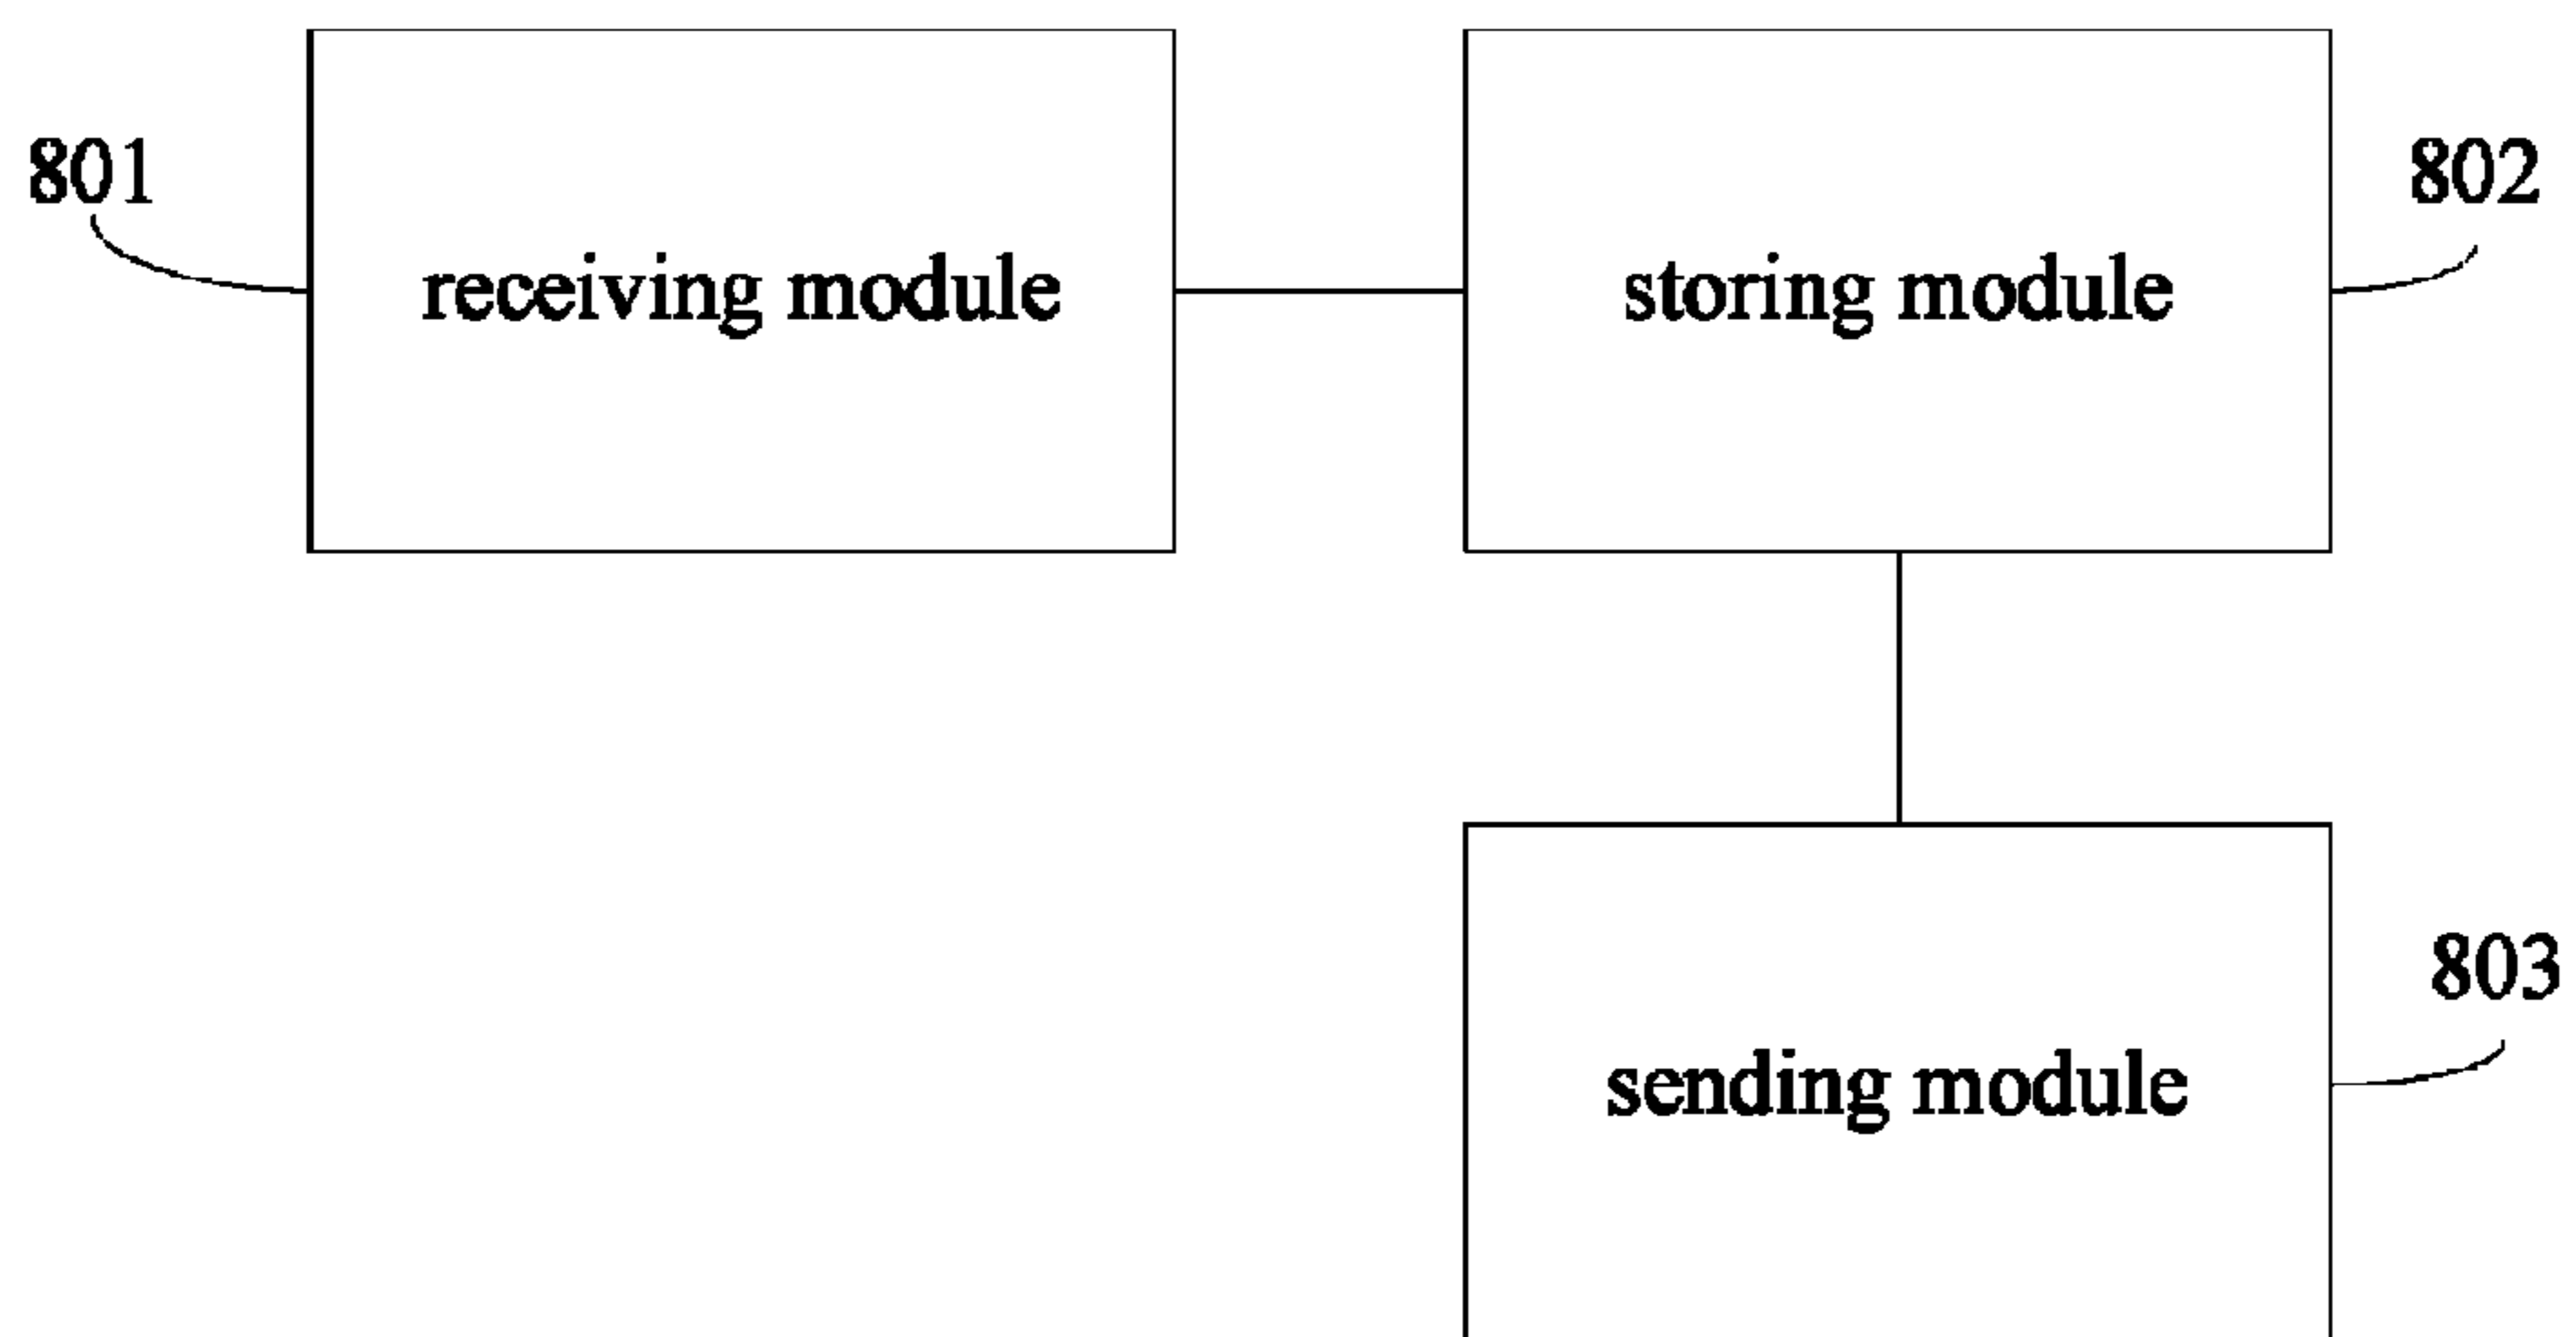 801
receiving module
storing module
802
sending module
803